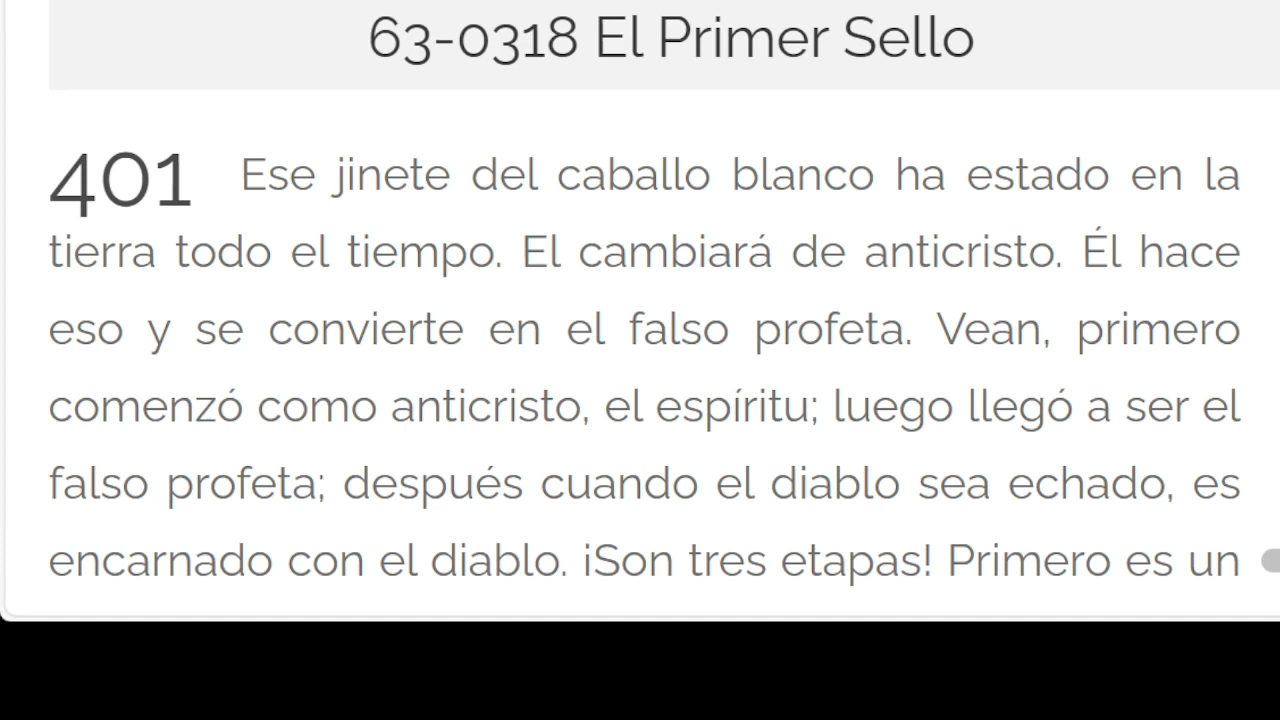 63-0318 El Primer Sello
401 Ese jinete del caballo blanco ha estado en la
tierra todo el tiempo. El cambiará de anticristo. Él hace
eso y se convierte en el falso profeta. Vean, primero
comenzó como anticristo, el espíritu; luego llegó a ser el
falso profeta; después cuando el diablo sea echado, es
encarnado con el diablo. ¡Son tres etapas! Primero es un